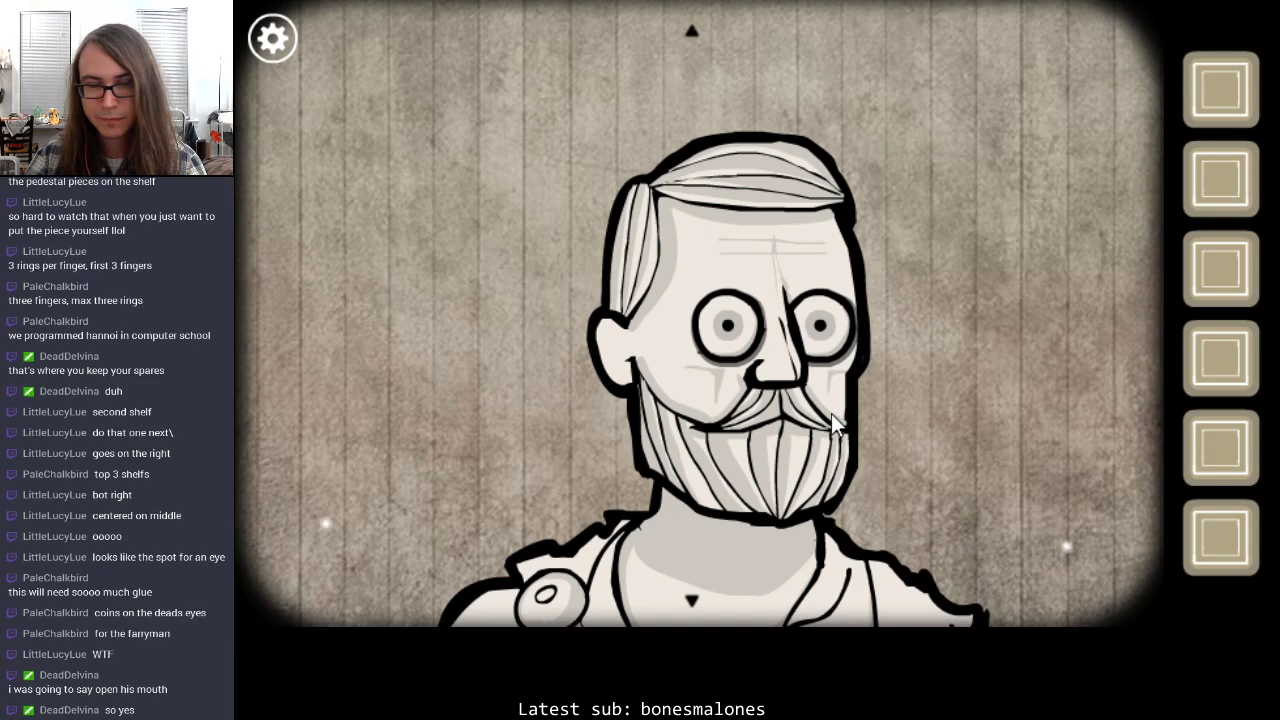 the pedestal pieces on the shelf
LittleLucyLue
so hard to watch that when you just want to
put the piece yourself llol
LittleLucyLue
3 rings per finger, first 3 fingers
PaleChalkbird
three fingers, max three rings
PaleChalkbird
we programmed hannoi in computer school
DeadDelvina
that's where you keep your spares
DeadDelvina duh
LittleLucyLue second shelf
LittleLucyLue do that one next\
LittleLucyLue goes on the right
PaleChalkbird top 3 shelfs
LittleLucyLue bot right
LittleLucyLue centered on middle
LittleLucyLue ooooo
LittleLucyLue looks like the spot for an eye
PaleChalkbird
this will need soooo much glue
PaleChalkbird coins on the deads eyes
PaleChalkbird for the farryman
LittleLucyLue WTF
DeadDelvina
i was going to say open his mouth
DeadDelvina so yes
Latest sub: bonesmalones